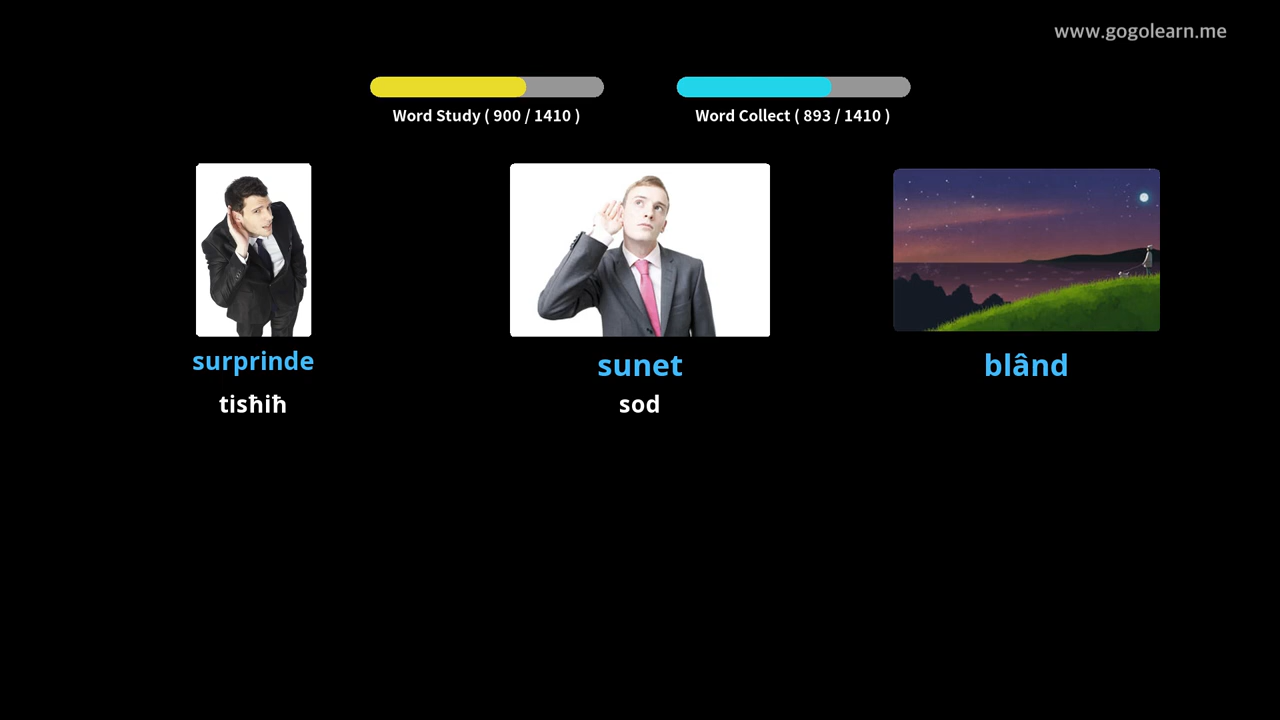 www.gogolearn.me
Word Study ( 900 / 1410 )
Word Collect ( 893 / 1410 )
surprinde
tisħiħ
sunet
sod
blând